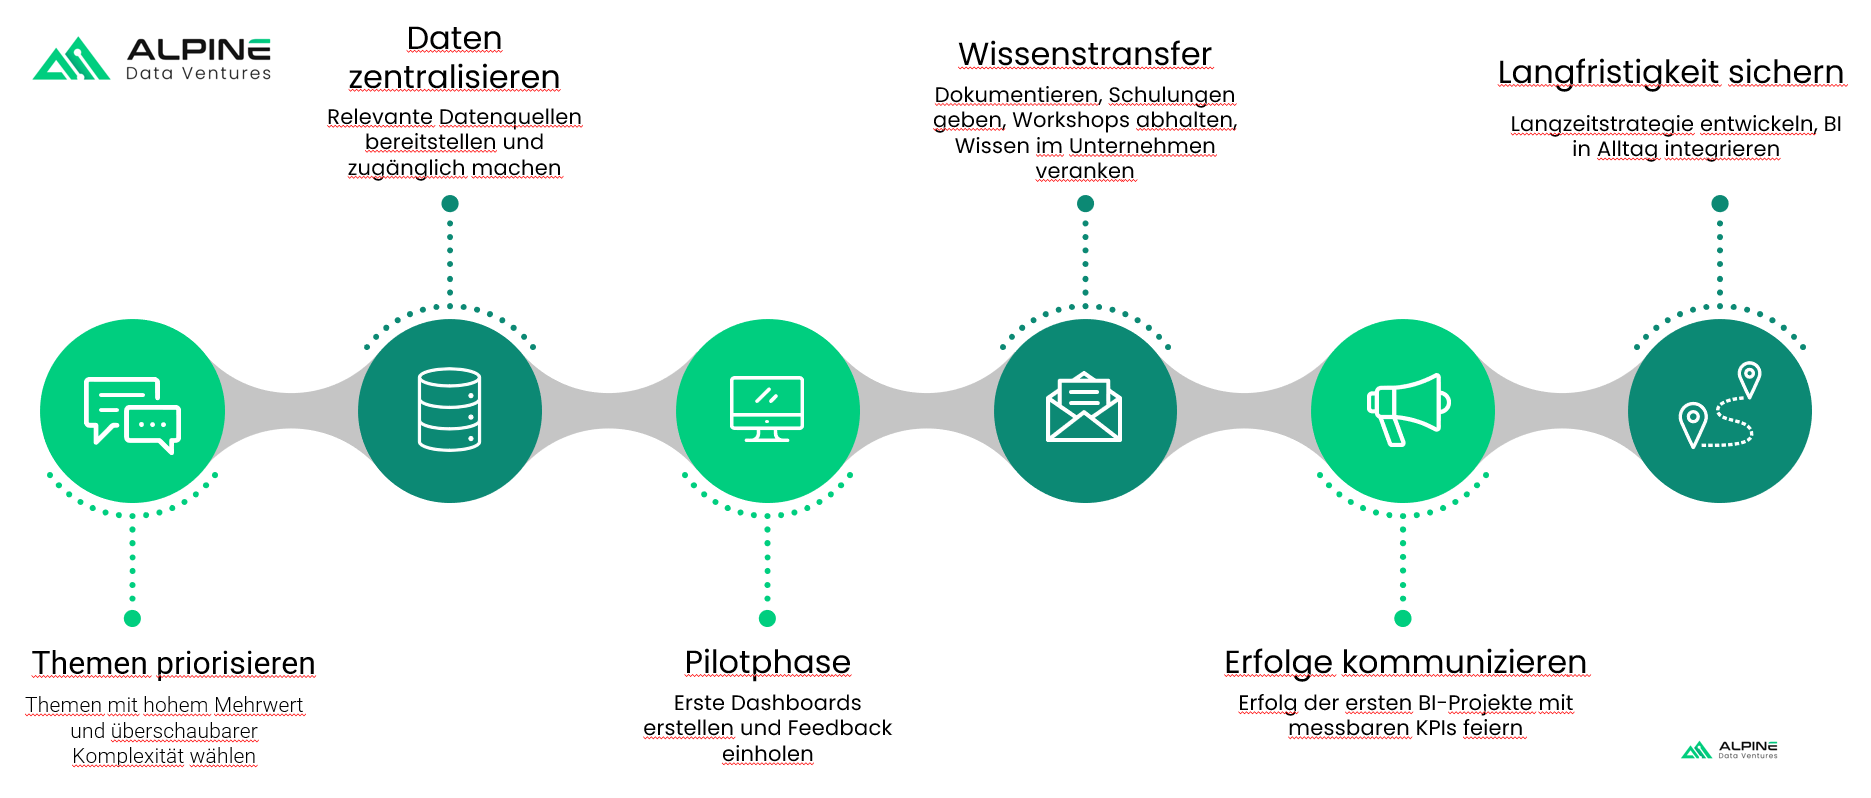 ALPINE
Data Ventures
Daten
zentralisieren
Relevante Datenquellen
bereitstellen und
zugänglich machen
Wissenstransfer
Dokumentieren, Schulungen
geben, Workshops abhalten,
Wissen im Unternehmen
veranken
Langfristigkeit sichern
Langzeitstrategie entwickeln, BI
in Alltag integrieren
Themen priorisieren
Themen mit hohem Mehrwert
und überschaubarer
Komplexität wählen
Pilotphase
Erste Dashboards
erstellen und Feedback
einholen
Erfolge kommunizieren
Erfolg der ersten BI-Projekte mit
messbaren KPIs feiern
ALPINE
Data Ventures